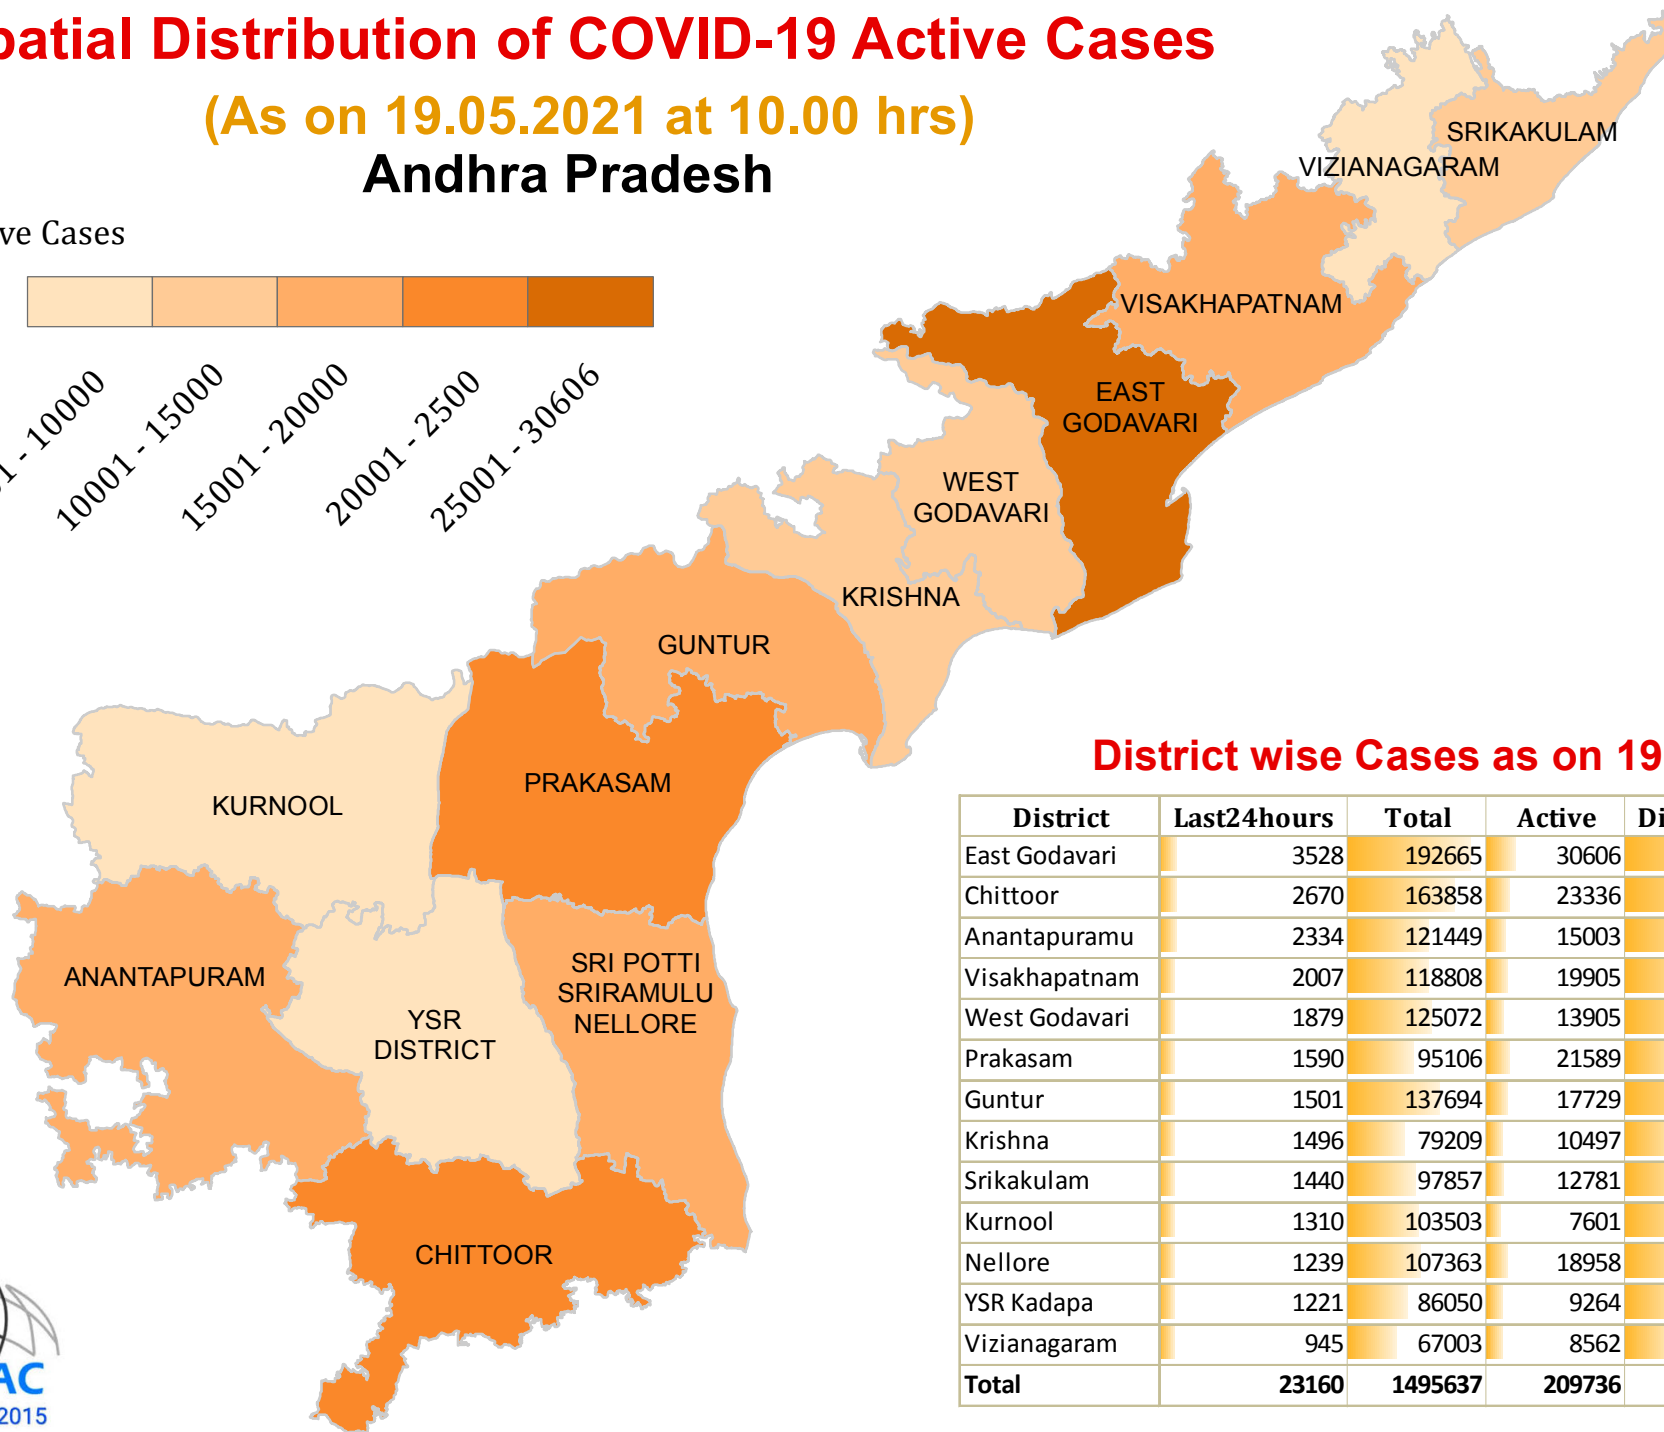 patial Distribution of COVID-19 Active Cases
(As on 19.05.2021 at 10.00 hrs)
Andhra Pradesh
ve Cases
1 - 10000
10001 - 15000
15001 - 20000
20001 - 2500
25001 - 30606
SRIKAKULAM
VIZIANAGARAM
VISAKHAPATNAM
EAST
GODAVARI
WEST
GODAVARI
KRISHNA
GUNTUR
PRAKASAM
KURNOOL
ANANTAPURAM
SRI POTTI
SRIRAMULU
NELLORE
YSR
DISTRICT
CHITTOOR
AC
2015
District wise Cases as on 19
District Last24hours Total Active Di
East Godavari 3528 192665 30606
Chittoor 2670 163858 23336
Anantapuramu 2334 121449 15003
Visakhapatnam 2007 118808 19905
West Godavari 1879 125072 13905
Prakasam 1590 95106 21589
Guntur 1501 137694 17729
Krishna 1496 79209 10497
Srikakulam 1440 97857 12781
Kurnool 1310 103503 7601
Nellore 1239 107363 18958
YSR Kadapa 1221 86050 9264
Vizianagaram 945 67003 8562
Total 23160 1495637 209736